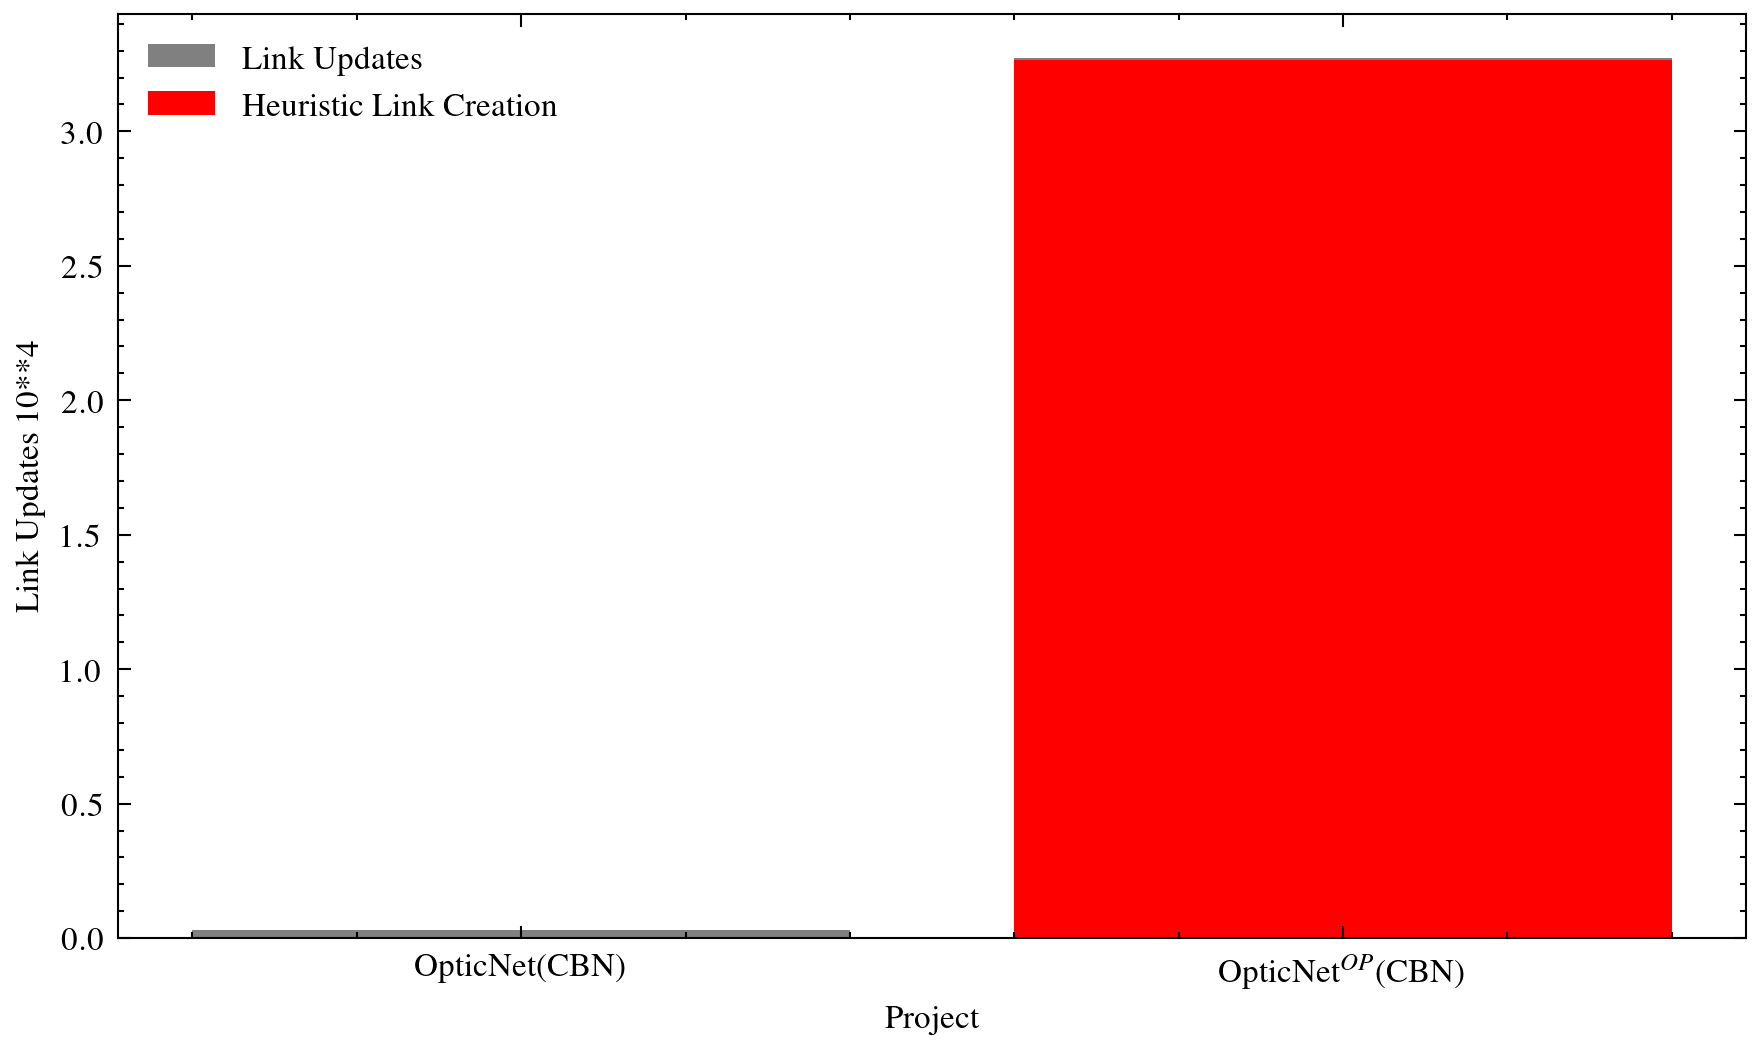 Link Updates
Heuristic Link Creation
3.0
2.5
2.0
1.5
1.0
0.5
0.0
Link Updates 10**4
OpticNet(CBN)
OpticNet^{OP}(CBN)
Project